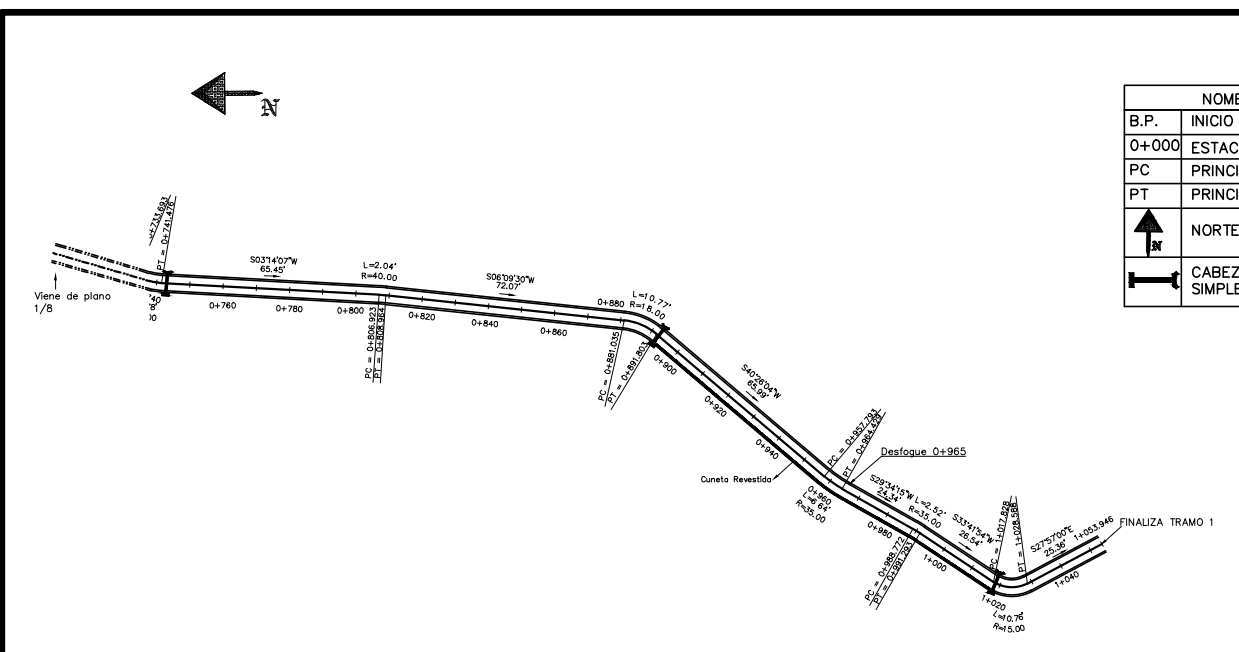 N
NOME
B.P. INICIO
0+000 ESTAC
PC PRINCI
PT PRINCI
N NORTE
CABEZ
SIMPLE
0+733.693
PT = 0+741.476
Viene de plano
1/8
S03°14'07"W
65.45'
L=2.04'
R=40.00
S06°09'30"W
72.07'
0+760
0+780
0+800
0+820
0+840
0+860
0+880
L=10.77'
R=18.00
PC = 0+806.923
PT = 0+808.964
PC = 0+881.035
PT = 0+891.803
0+900
0+920
0+940
S40°26'04"W
65.99'
PC = 0+957.793
PT = 0+964.429
Desfogue 0+965
Cuneta Revestida
0+960
L=6.64'
R=35.00
S29°34'15"W
24.34'
L=2.52'
R=35.00
0+980
PC = 0+988.772
PT = 0+991.293
S33°41'54"W
26.54'
1+000
PC = 1+017.828
PT = 1+028.588
1+020
L=10.76'
R=15.00
S27°57'00"E
25.36'
1+040
1+053.946
FINALIZA TRAMO 1